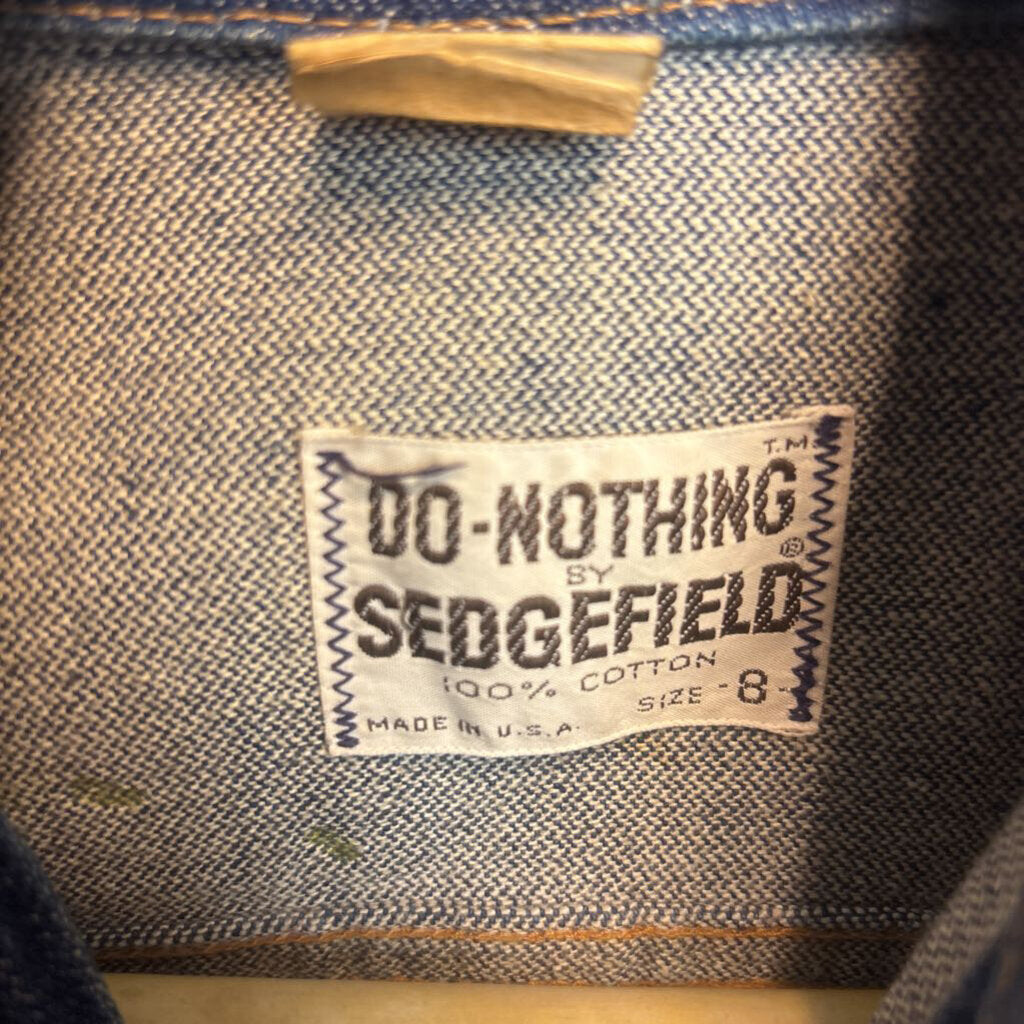 T.M.
DO-NOTHING
BY ®
SEDGEFIELD
100% COTTON
SIZE -8-
MADE IN U.S.A.